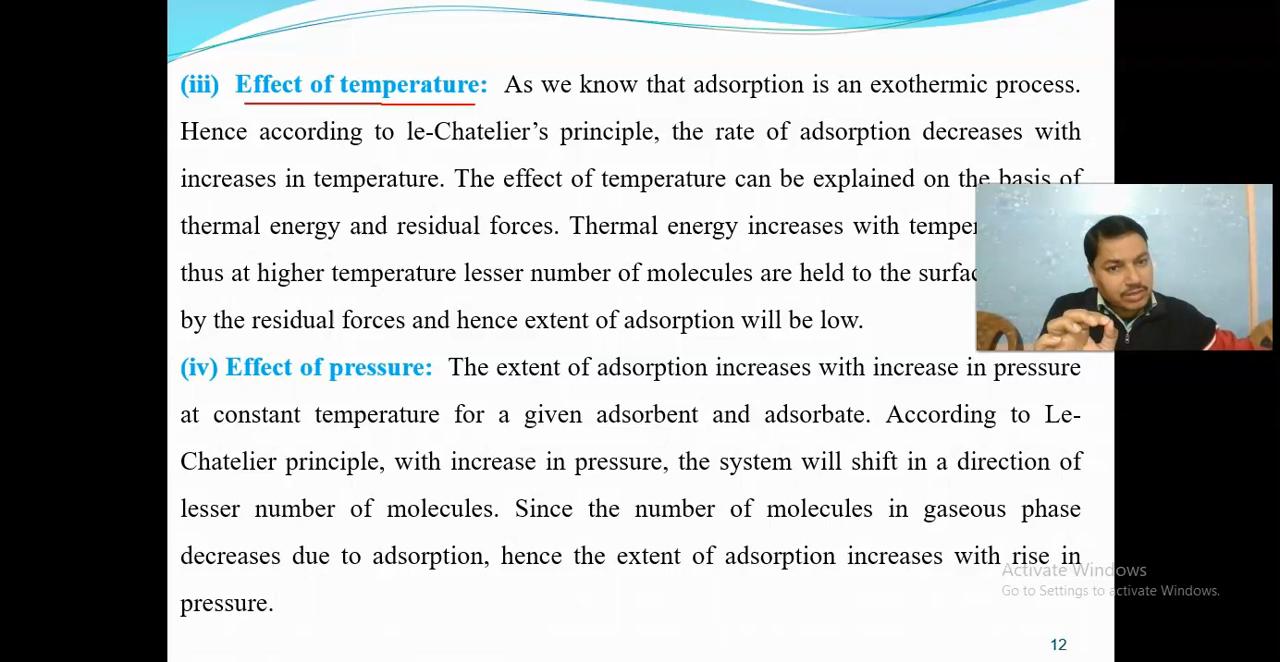 (iii) Effect of temperature: As we know that adsorption is an exothermic process.
Hence according to le-Chatelier’s principle, the rate of adsorption decreases with
increases in temperature. The effect of temperature can be explained on the basis of
thermal energy and residual forces. Thermal energy increases with
thus at higher temperature lesser number of molecules are held to the
by the residual forces and hence extent of adsorption will be low.
(iv) Effect of pressure: The extent of adsorption increases with increase in pressure
at constant temperature for a given adsorbent and adsorbate. According to Le-
Chatelier principle, with increase in pressure, the system will shift in a direction of
lesser number of molecules. Since the number of molecules in gaseous phase
decreases due to adsorption, hence the extent of adsorption increases with rise in
pressure.
Activate Windows
Go to Settings to activate Windows.
12